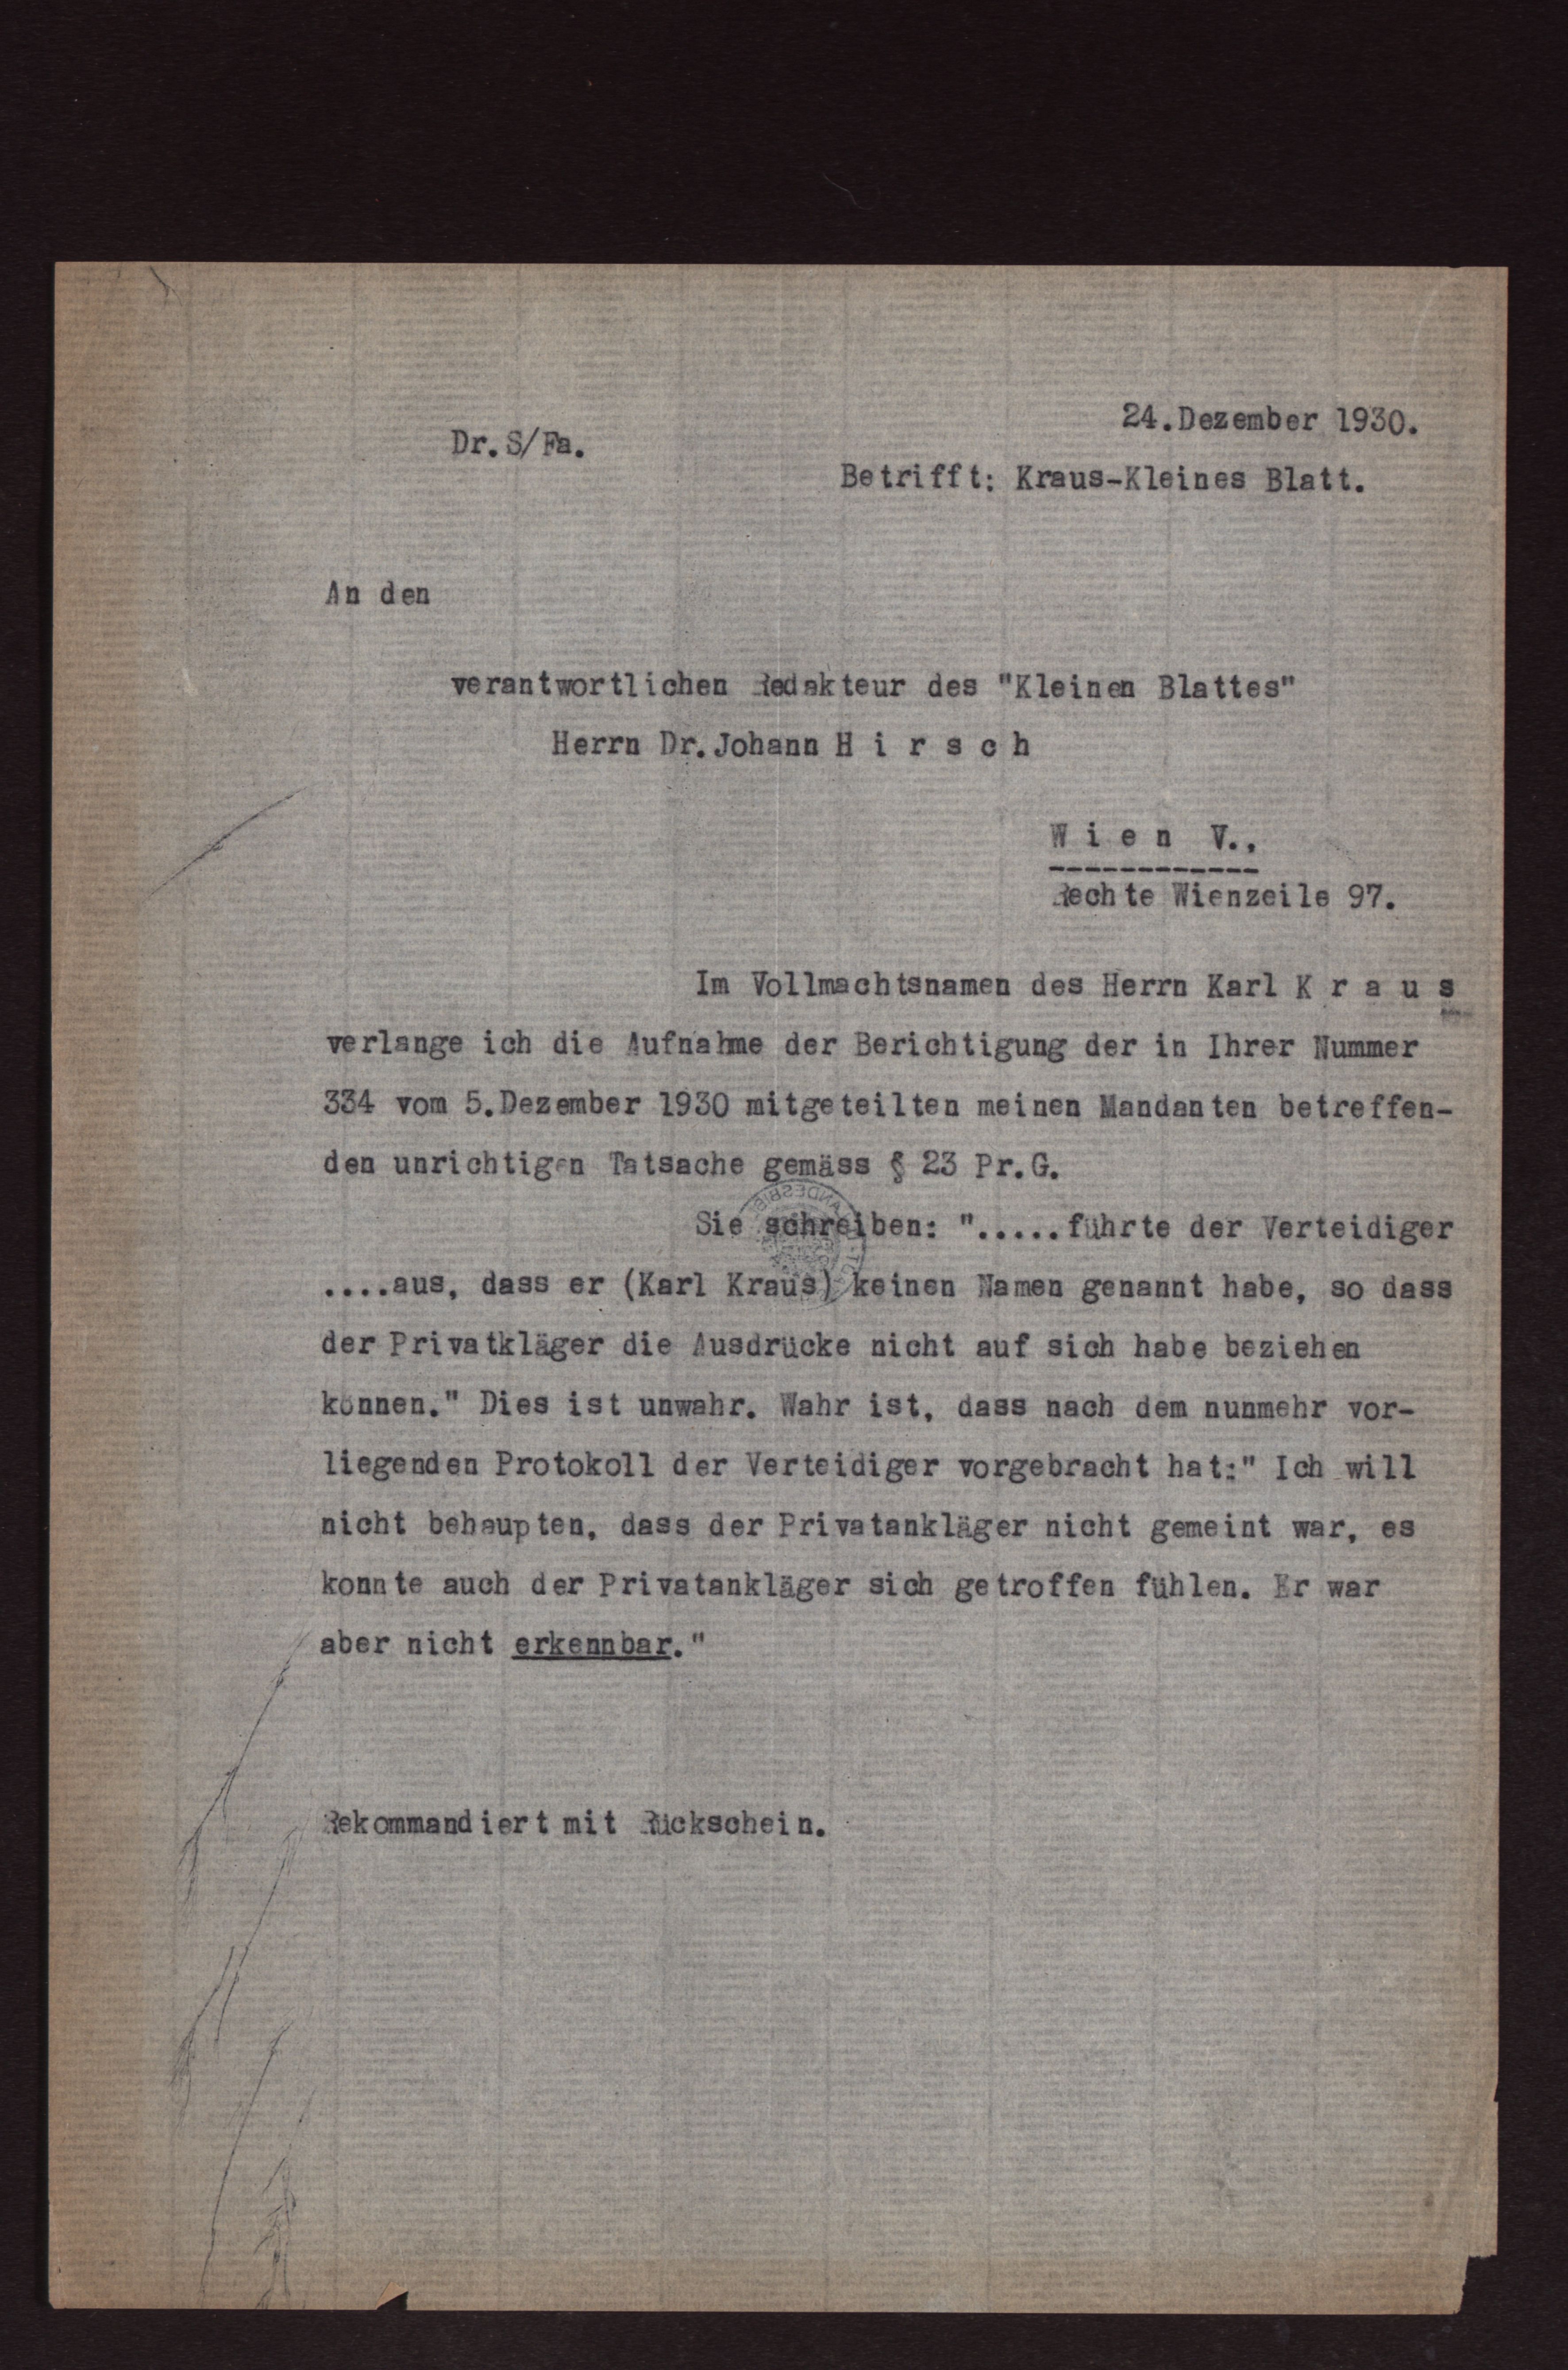 24.Dezember 1930.
Dr.S/Fa.
Betrifft: Kraus-Kleines Blatt.
An den
verantwortlichen Redakteur des "Kleinen Blattes"
Herrn Dr.Johann H i r s c h
W i e n V.,
Rechte Wienzeile 97.
Im Vollmachtsnamen des Herrn Karl K r a u s
verlange ich die Aufnahme der Berichtigung der in Ihrer Nummer
334 vom 5.Dezember 1930 mitgeteilten meinen Mandanten betreffen-
den unrichtigen Tatsache gemäss § 23 Pr.G.
Sie schreiben: ".....führte der Verteidiger
....aus, dass er (Karl Kraus) keinen Namen genannt habe, so dass
der Privatkläger die Ausdrücke nicht auf sich habe beziehen
können." Dies ist unwahr. Wahr ist, dass nach dem nunmehr vor-
liegenden Protokoll der Verteidiger vorgebracht hat:" Ich will
nicht behaupten, dass der Privatankläger nicht gemeint war, es
konnte auch der Privatankläger sich getroffen fühlen. Er war
aber nicht erkennbar."
Rekommandiert mit Rückschein.